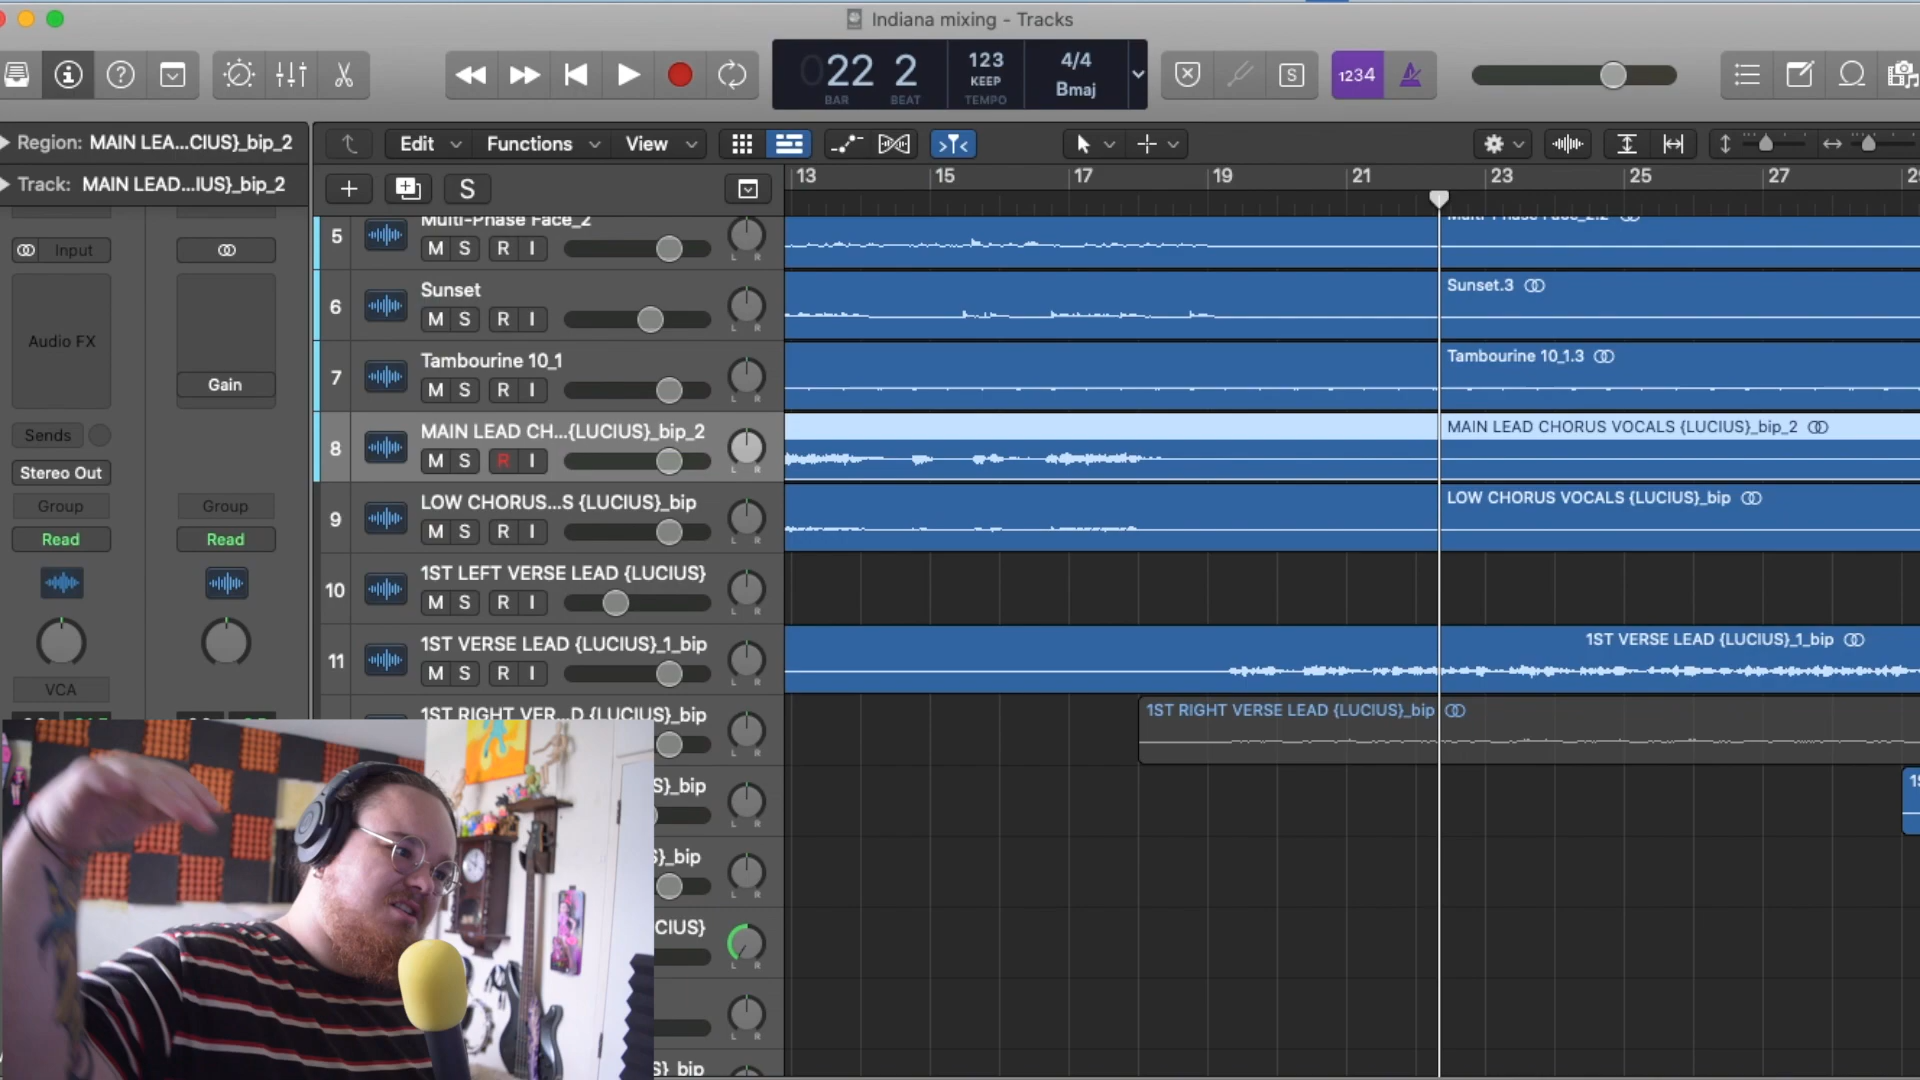 Indiana mixing - Tracks
022 2
BAR BEAT
123
KEEP
TEMPO
4/4
Bmaj
S
1234
Region: MAIN LEA...CIUS}_bip_2
Track: MAIN LEAD...IUS}_bip_2
Edit Functions View
S
13 15 17 19 21 23 25 27
Input
Audio FX
Gain
Sends
Stereo Out
Group Group
Read Read
VCA
5 Multi-Phase Face_2
M S R I
L R
6 Sunset
M S R I
L R
Sunset.3
7 Tambourine 10_1
M S R I
L R
Tambourine 10_1.3
8 MAIN LEAD CH...{LUCIUS}_bip_2
M S R I
L R
MAIN LEAD CHORUS VOCALS {LUCIUS}_bip_2
9 LOW CHORUS...S {LUCIUS}_bip
M S R I
L R
LOW CHORUS VOCALS {LUCIUS}_bip
10 1ST LEFT VERSE LEAD {LUCIUS}
M S R I
L R
11 1ST VERSE LEAD {LUCIUS}_1_bip
M S R I
L R
1ST VERSE LEAD {LUCIUS}_1_bip
1ST RIGHT VER...D {LUCIUS}_bip
L R
1ST RIGHT VERSE LEAD {LUCIUS}_bip
S}_bip
L R
S}_bip
L R
CIUS}
L R
L R
S}_bip